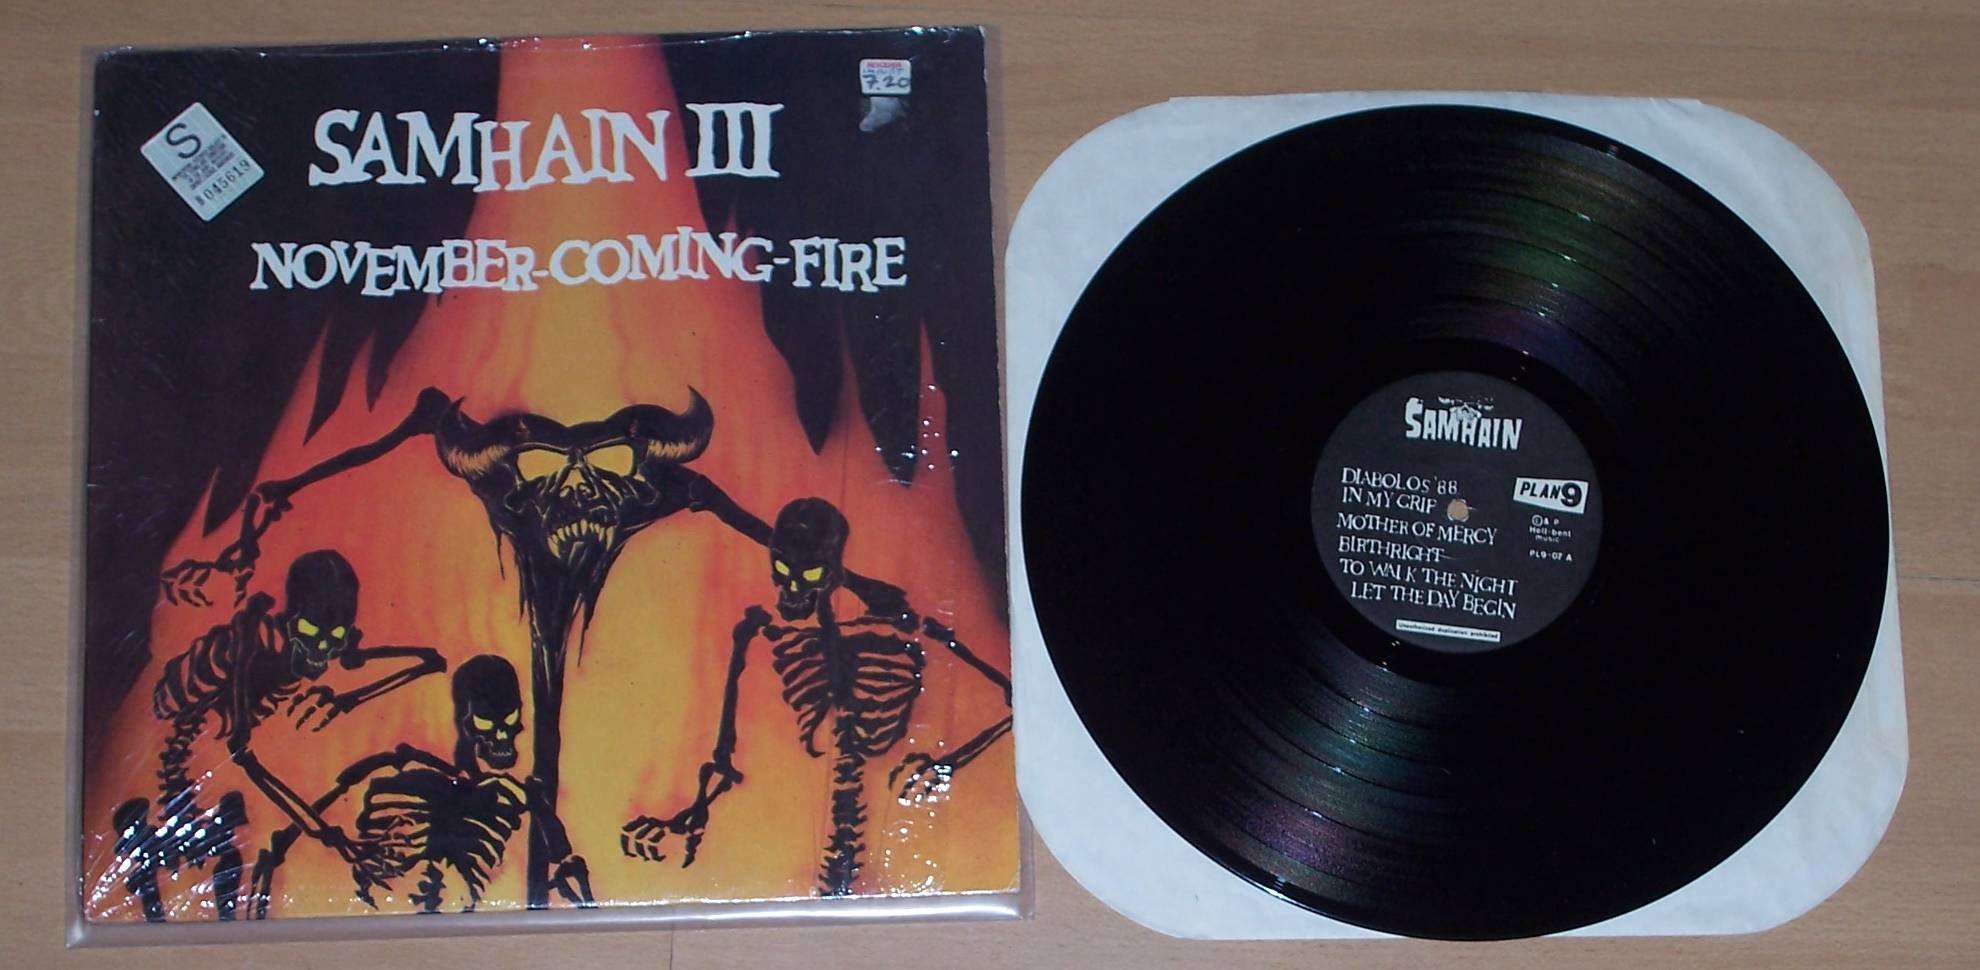 SAMHAIN III
NOVEMBER-COMING-FIRE
S
045619
7.20
SAMHAIN
DIABOLOS '88
IN MY GRIP
MOTHER OF MERCY
BIRTHRIGHT
TO WALK THE NIGHT
LET THE DAY BEGIN
PLAN 9
© & P
Hell-bent
music
PL9-07 A
Unauthorized duplication prohibited